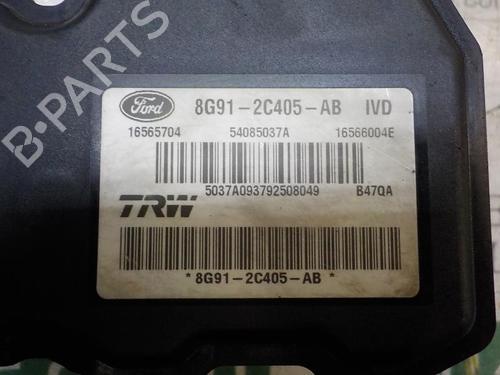 B-PARTS
Ford
8G91-2C405-AB IVD
16565704 54085037A 16566004E
5037A093792508049 B47QA
TRW
*8G91-2C405-AB*